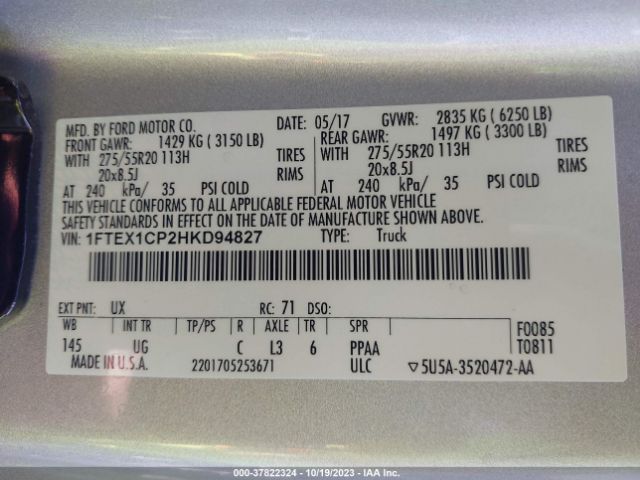 MFD. BY FORD MOTOR CO. DATE: 05/17 GVWR: 2835 KG ( 6250 LB)
FRONT GAWR: 1429 KG ( 3150 LB) REAR GAWR: 1497 KG ( 3300 LB)
WITH 275/55R20 113H TIRES WITH 275/55R20 113H TIRES
20x8.5J RIMS 20x8.5J RIMS
AT 240 kPa/ 35 PSI COLD AT 240 kPa/ 35 PSI COLD
THIS VEHICLE CONFORMS TO ALL APPLICABLE FEDERAL MOTOR VEHICLE
SAFETY STANDARDS IN EFFECT ON THE DATE OF MANUFACTURE SHOWN ABOVE.
VIN: 1FTEX1CP2HKD94827 TYPE: Truck
EXT PNT: UX RC: 71 DSO:
WB INT TR TP/PS R AXLE TR SPR F0085
145 UG C L3 6 PPAA T0811
MADE IN U.S.A. 2201705253671 ULC ▽5U5A-3520472-AA
000-37822324 | 10/19/2023 | IAA Inc.